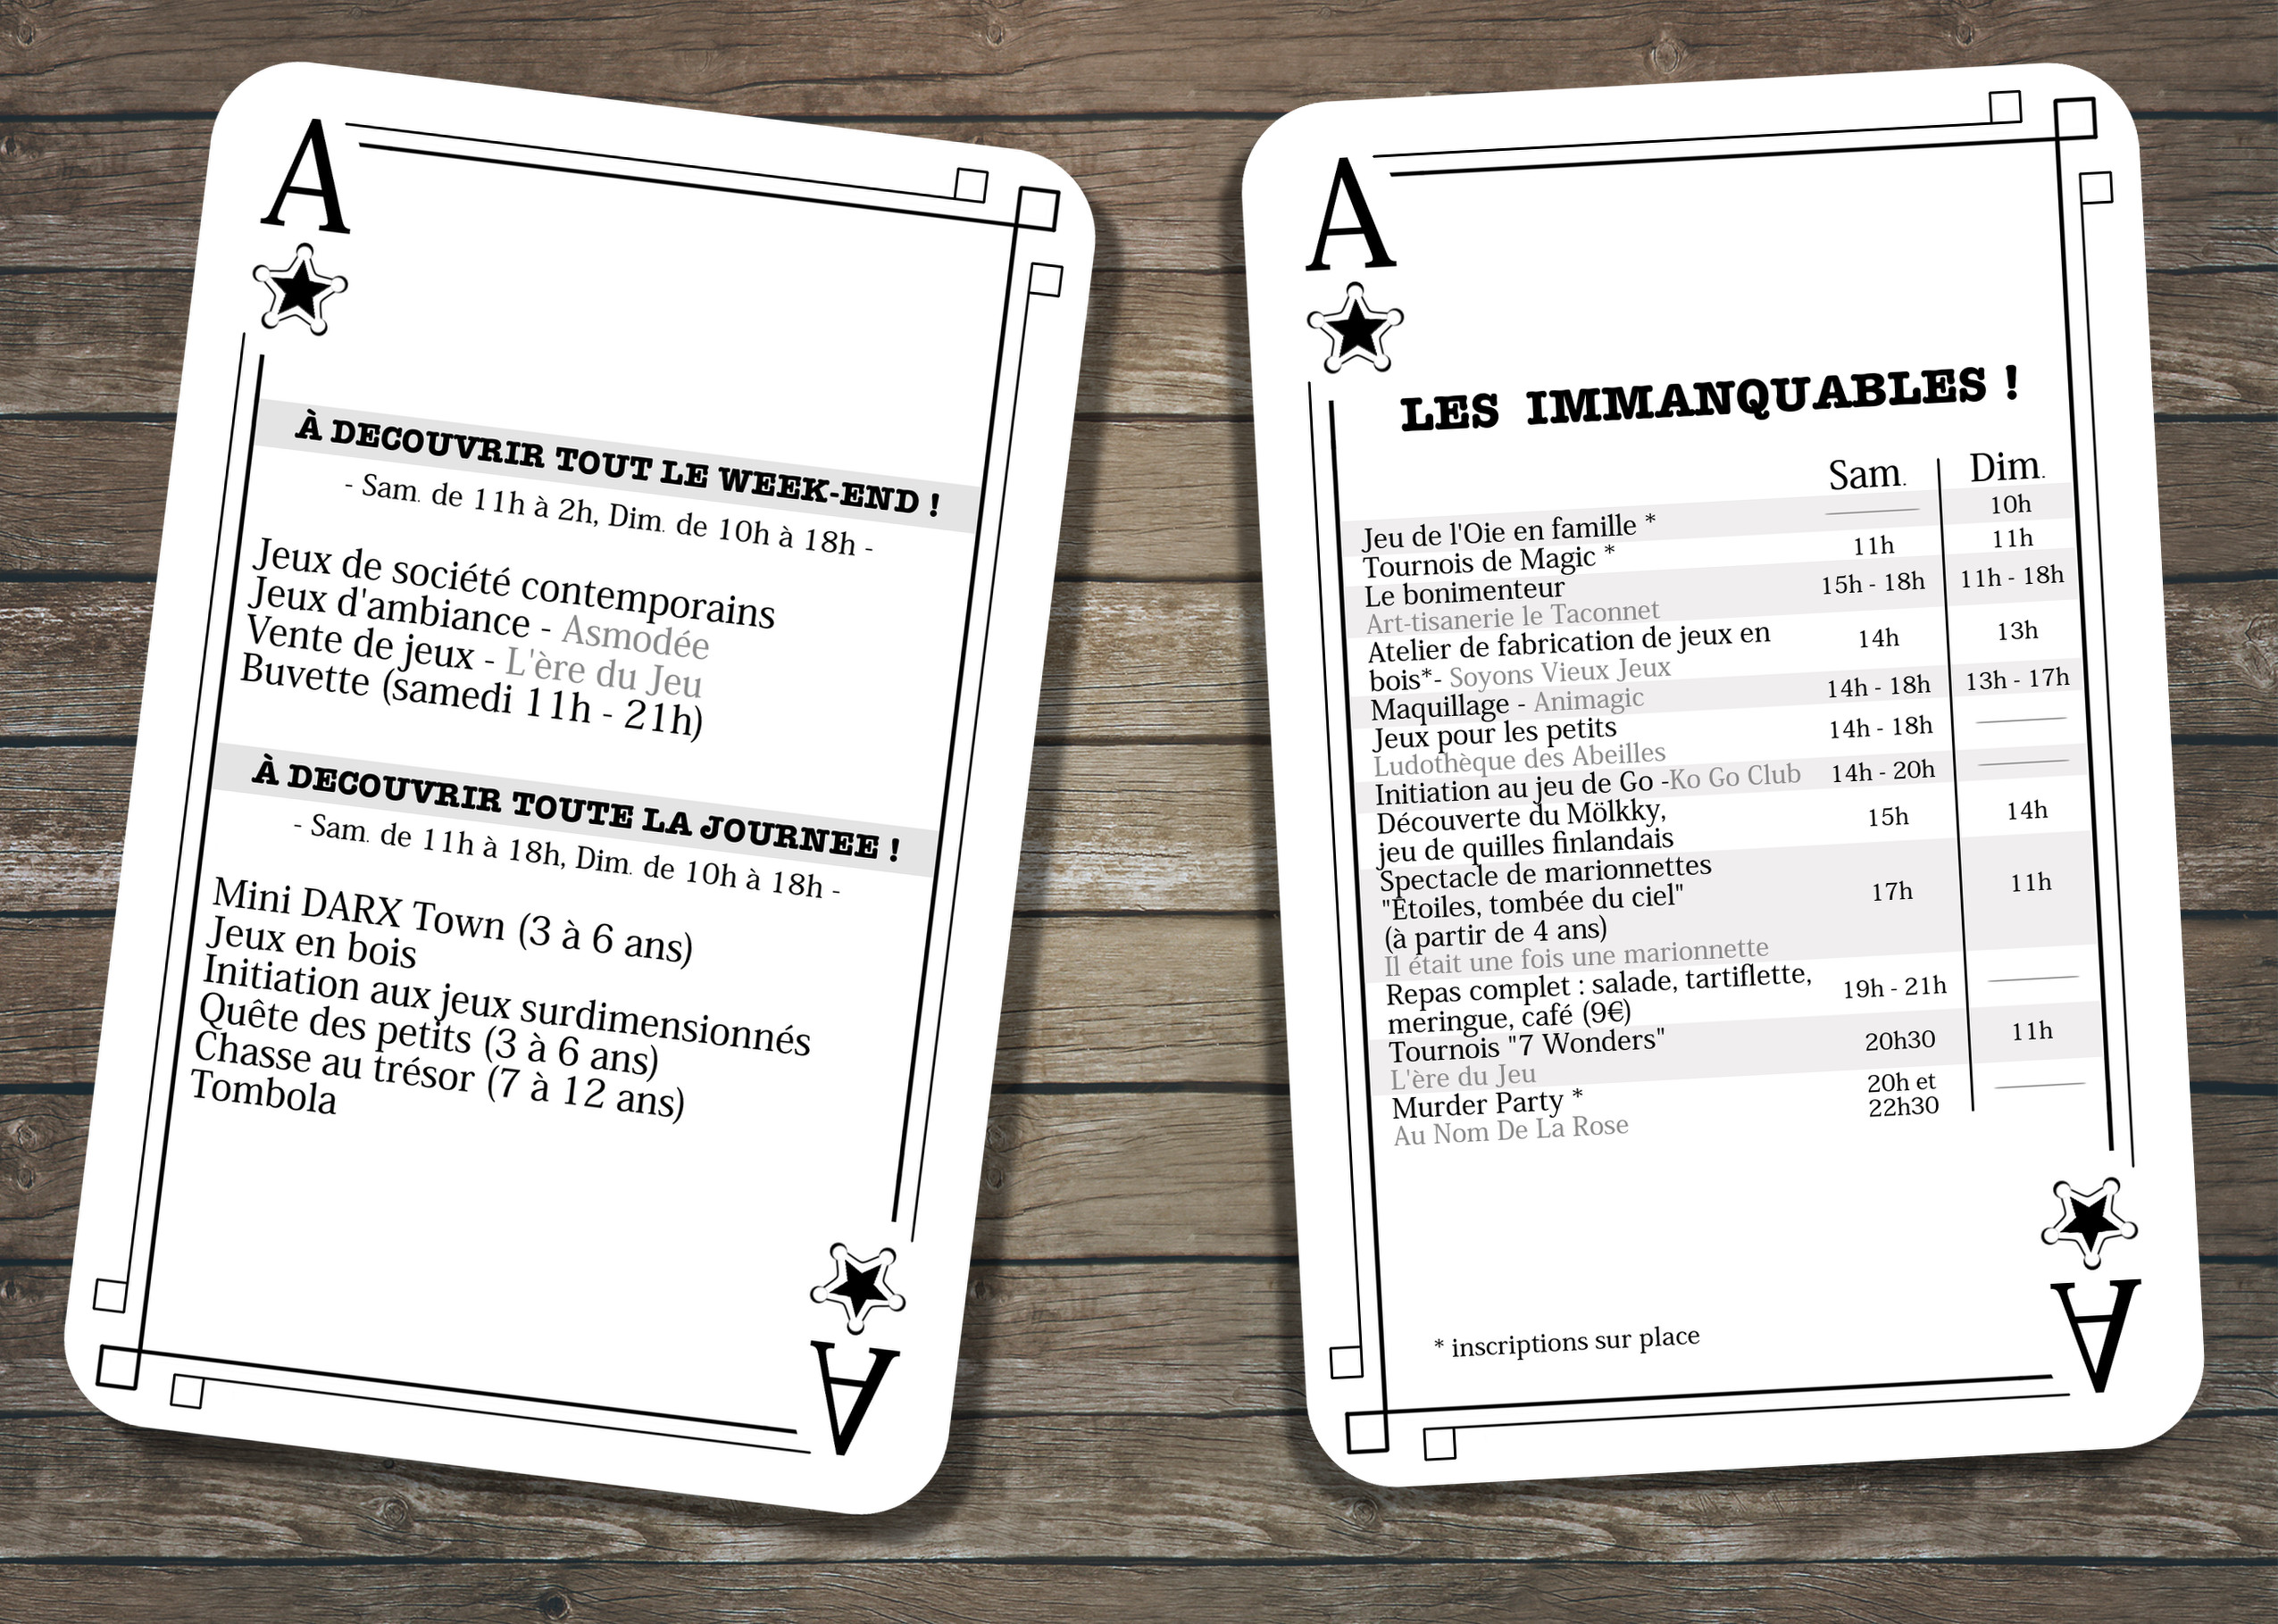 A
À DECOUVRIR TOUT LE WEEK-END !
- Sam. de 11h à 2h, Dim. de 10h à 18h -
Jeux de société contemporains
Jeux d'ambiance - Asmodée
Vente de jeux - L'ère du Jeu
Buvette (samedi 11h - 21h)
À DECOUVRIR TOUTE LA JOURNEE !
- Sam. de 11h à 18h, Dim. de 10h à 18h -
Mini DARX Town (3 à 6 ans)
Jeux en bois
Initiation aux jeux surdimensionnés
Quête des petits (3 à 6 ans)
Chasse au trésor (7 à 12 ans)
Tombola
A
A
LES IMMANQUABLES !
Sam. Dim.
Jeu de l'Oie en famille * 10h
Tournois de Magic * 11h 11h
Le bonimenteur 15h - 18h 11h - 18h
Art-tisanerie le Taconnet
Atelier de fabrication de jeux en 14h 13h
bois*- Soyons Vieux Jeux
Maquillage - Animagic 14h - 18h 13h - 17h
Jeux pour les petits 14h - 18h
Ludothèque des Abeilles
Initiation au jeu de Go -Ko Go Club 14h - 20h
Découverte du Mölkky, 15h 14h
jeu de quilles finlandais
Spectacle de marionnettes
"Etoiles, tombée du ciel" 17h 11h
(à partir de 4 ans)
Il était une fois une marionnette
Repas complet : salade, tartiflette, 19h - 21h
meringue, café (9€)
Tournois "7 Wonders" 20h30 11h
L'ère du Jeu
Murder Party * 20h et
22h30
Au Nom De La Rose
* inscriptions sur place
A